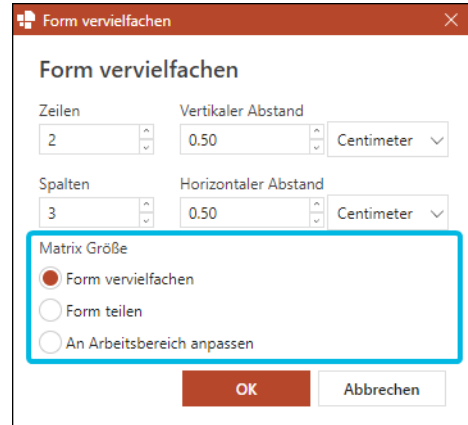 Form vervielfachen
Form vervielfachen
Zeilen Vertikaler Abstand
2 0.50 Centimeter
Spalten Horizontaler Abstand
3 0.50 Centimeter
Matrix Größe
Form vervielfachen
Form teilen
An Arbeitsbereich anpassen
OK Abbrechen